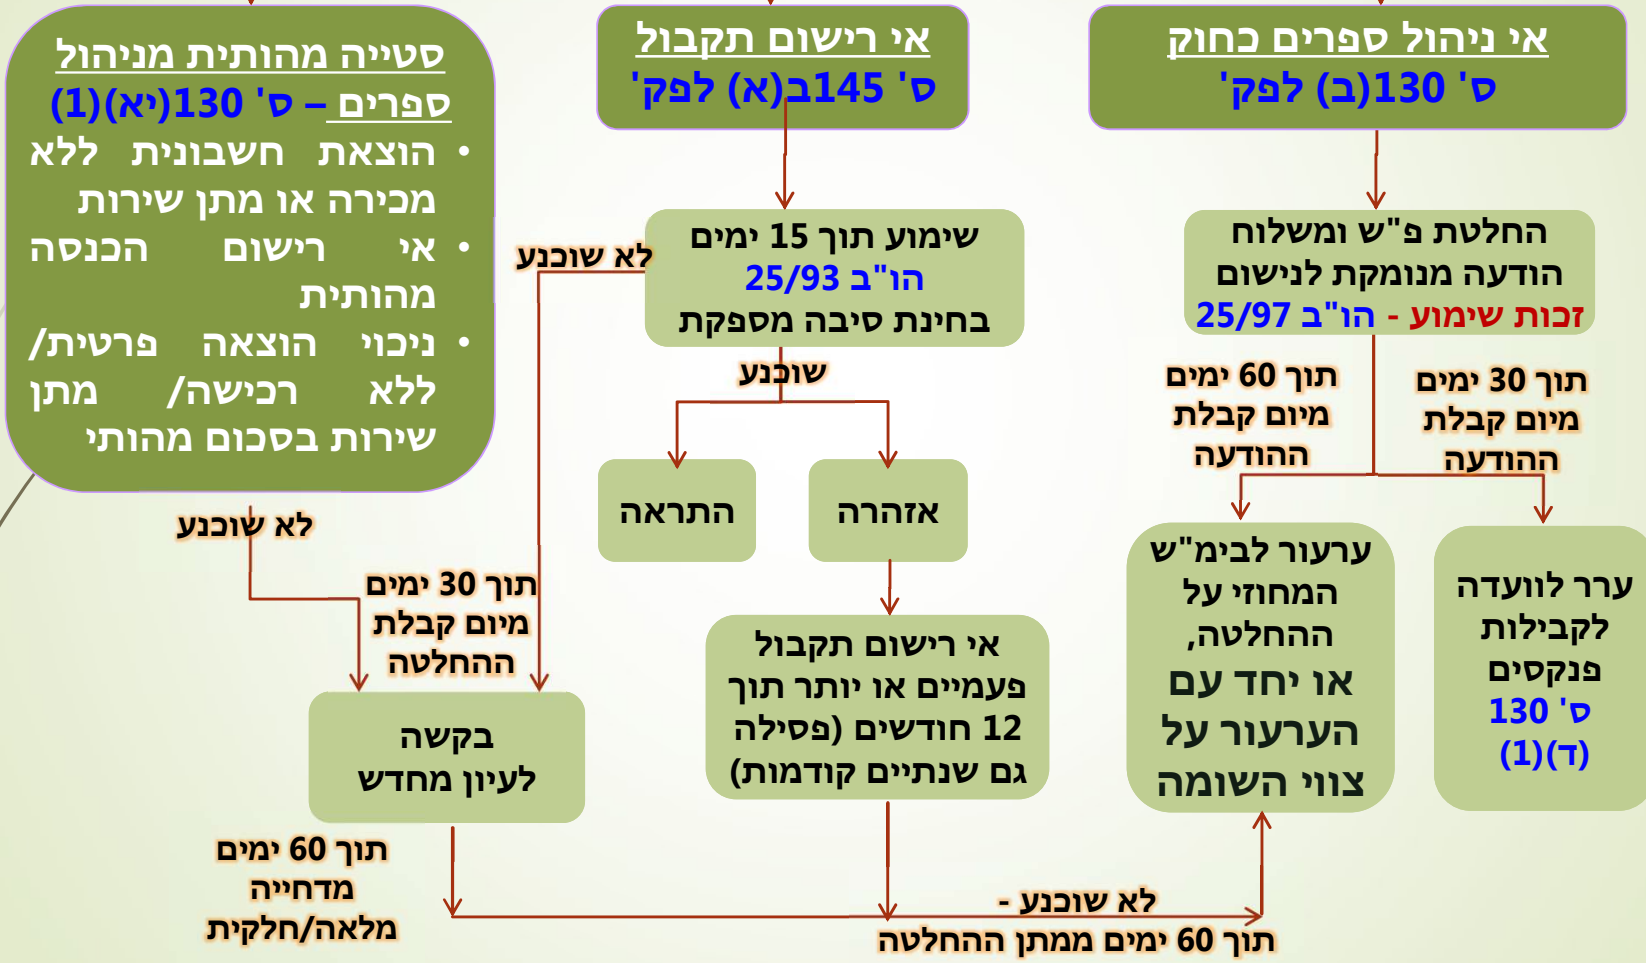 אי ניהול ספרים כחוק
ס' 130(ב) לפק'
החלטת פ"ש ומשלוח
הודעה מנומקת לנישום
זכות שימוע - הו"ב 25/97
תוך 30 ימים
מיום קבלת
ההודעה
תוך 60 ימים
מיום קבלת
ההודעה
ערר לוועדה
לקבילות
פנקסים
ס' 130
(ד)(1)
ערעור לבימ"ש
המחוזי על
ההחלטה,
או יחד עם
הערעור על
צווי השומה
אי רישום תקבול
ס' 145ב(א) לפק'
שימוע תוך 15 ימים
הו"ב 25/93
בחינת סיבה מספקת
לא שוכנע
שוכנע
אזהרה
התראה
אי רישום תקבול
פעמיים או יותר תוך
12 חודשים (פסילה
גם שנתיים קודמות)
סטייה מהותית מניהול
ספרים – ס' 130(יא)(1)
• הוצאת חשבונית ללא
מכירה או מתן שירות
• אי רישום הכנסה
מהותית
• ניכוי הוצאה פרטית/
ללא רכישה/ מתן
שירות בסכום מהותי
לא שוכנע
תוך 30 ימים
מיום קבלת
ההחלטה
בקשה
לעיון מחדש
תוך 60 ימים
מדחייה
מלאה/חלקית
לא שוכנע -
תוך 60 ימים ממתן ההחלטה